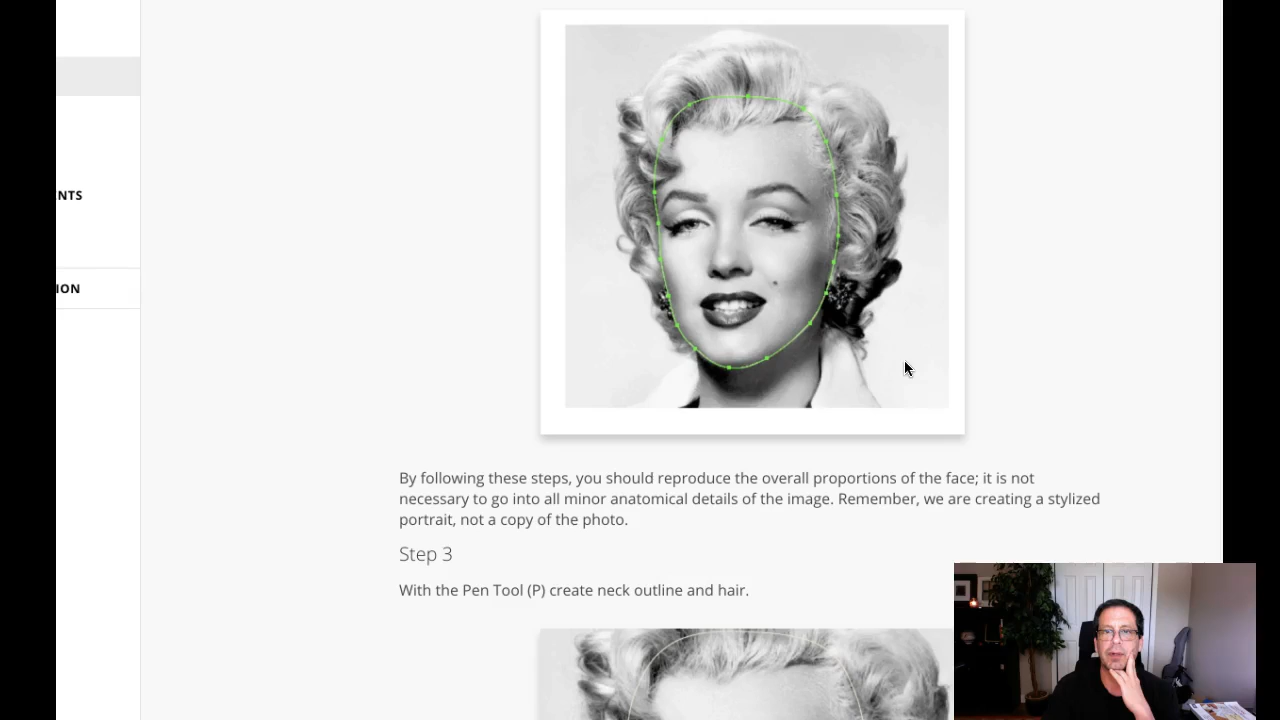 NTS
ION
By following these steps, you should reproduce the overall proportions of the face; it is not
necessary to go into all minor anatomical details of the image. Remember, we are creating a stylized
portrait, not a copy of the photo.
Step 3
With the Pen Tool (P) create neck outline and hair.